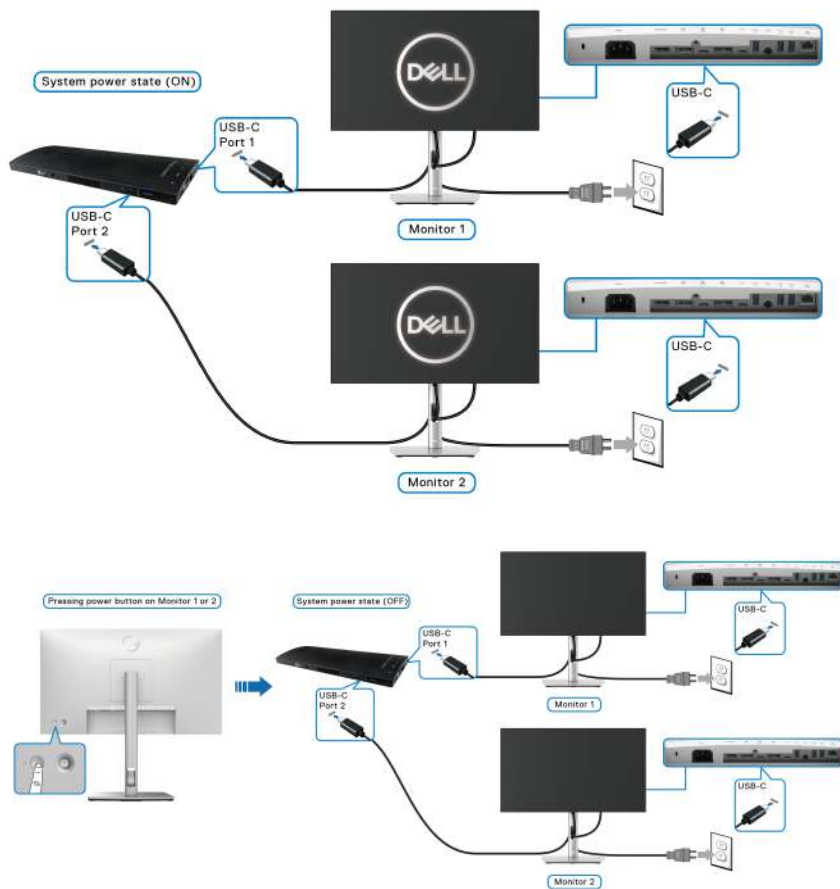 System power state (ON)
DELL
USB-C
USB-C
Port 1
Monitor 1
USB-C
Port 2
DELL
USB-C
Monitor 2
Pressing power button on Monitor 1 or 2
System power state (OFF)
USB-C
Port 1
USB-C
Monitor 1
USB-C
Port 2
USB-C
Monitor 2